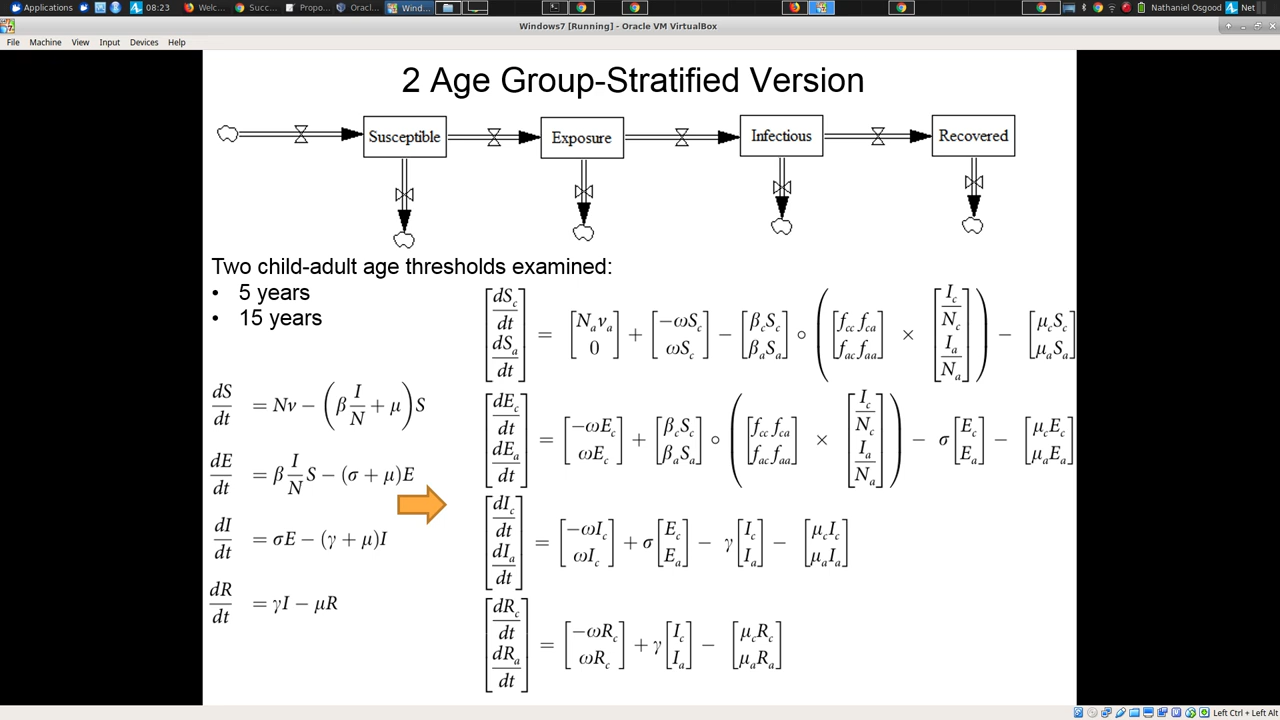 Applications 08:23 Welc... Succ... Propo... Oracl... Wind... Nathaniel Osgood Net
Windows7 [Running] - Oracle VM VirtualBox
File Machine View Input Devices Help
2 Age Group-Stratified Version
Susceptible Exposure Infectious Recovered
Two child-adult age thresholds examined:
• 5 years
• 15 years
dS/dt = Nν − (β I/N + μ) S
dE/dt = β I/N S − (σ + μ)E
dI/dt = σE − (γ + μ)I
dR/dt = γI − μR
[dS_c/dt; dS_a/dt] = [N_a ν_a; 0] + [−ωS_c; ωS_c] − [β_c S_c; β_a S_a] ∘ ([f_cc f_ca; f_ac f_aa] × [I_c/N_c; I_a/N_a]) − [μ_c S_c; μ_a S_a]
[dE_c/dt; dE_a/dt] = [−ωE_c; ωE_c] + [β_c S_c; β_a S_a] ∘ ([f_cc f_ca; f_ac f_aa] × [I_c/N_c; I_a/N_a]) − σ[E_c; E_a] − [μ_c E_c; μ_a E_a]
[dI_c/dt; dI_a/dt] = [−ωI_c; ωI_c] + σ[E_c; E_a] − γ[I_c; I_a] − [μ_c I_c; μ_a I_a]
[dR_c/dt; dR_a/dt] = [−ωR_c; ωR_c] + γ[I_c; I_a] − [μ_c R_c; μ_a R_a]
Left Ctrl + Left Alt